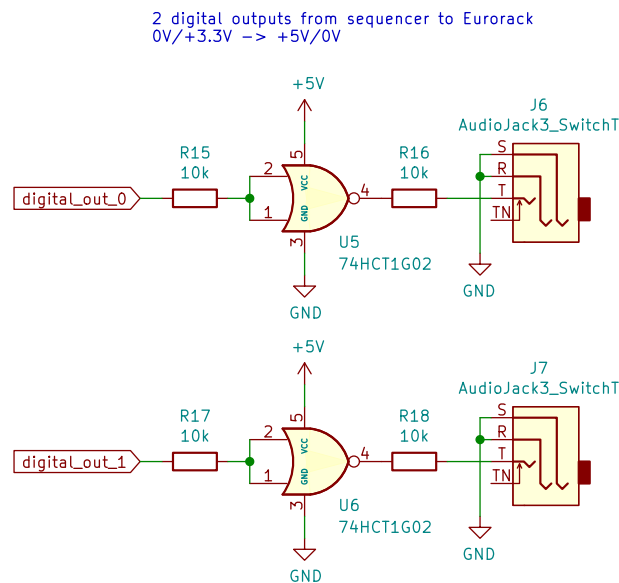 2 digital outputs from sequencer to Eurorack
0V/+3.3V -> +5V/0V
+5V
J6
AudioJack3_SwitchT
R15
10k
R16
10k
digital_out_0
2
1
5
VCC
GND
3
4
U5
74HCT1G02
S
R
T
TN
GND
GND
+5V
J7
AudioJack3_SwitchT
R17
10k
R18
10k
digital_out_1
2
1
5
VCC
GND
3
4
U6
74HCT1G02
S
R
T
TN
GND
GND